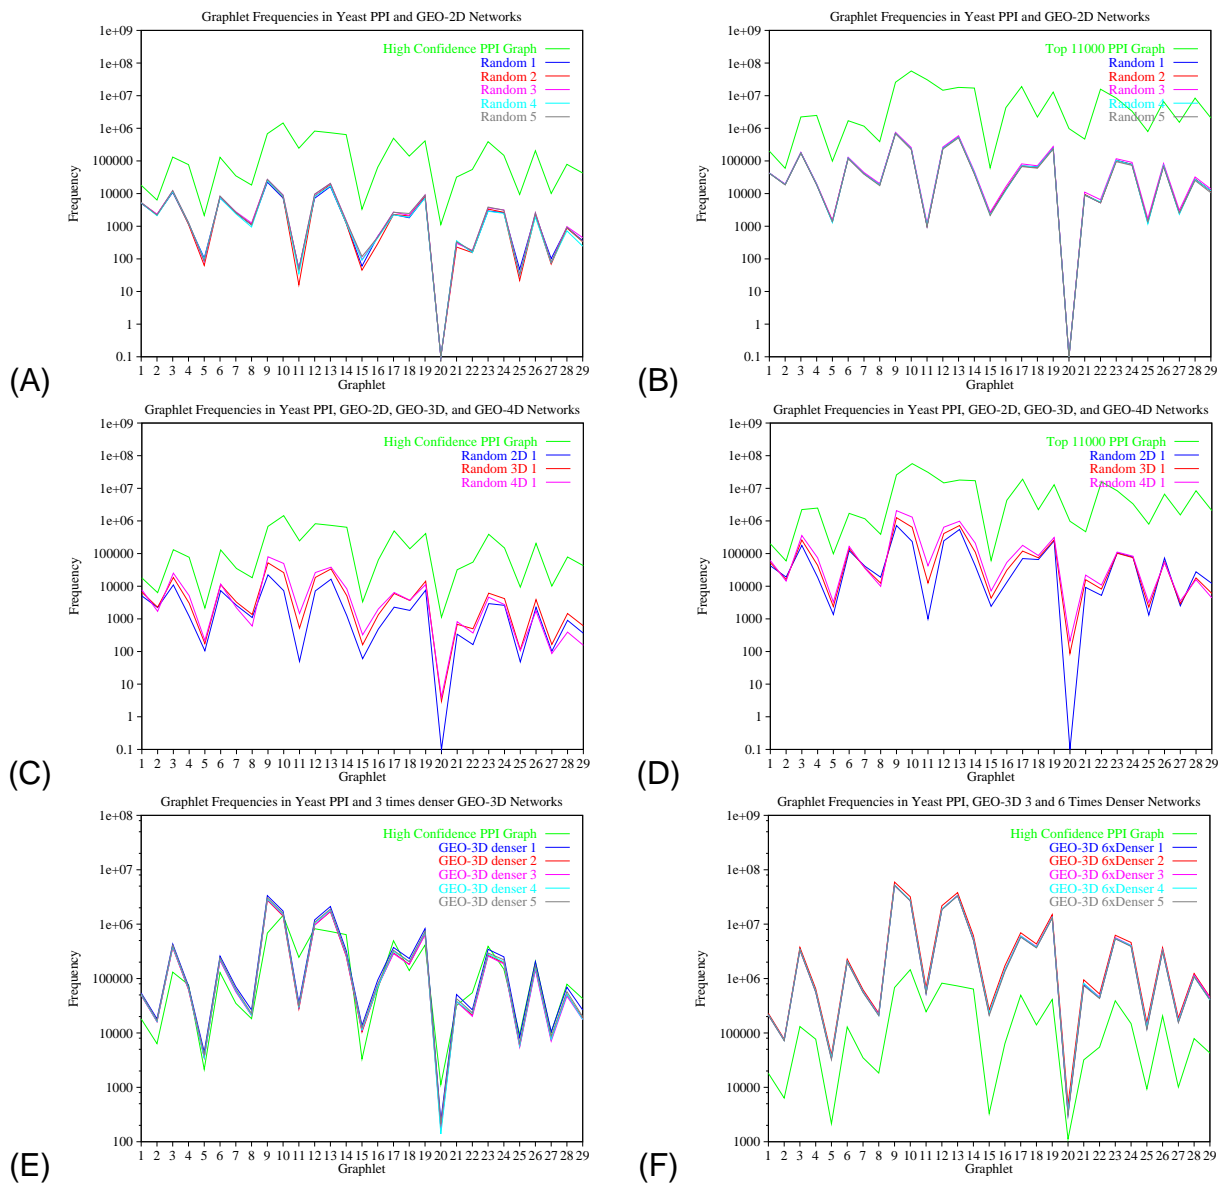 Graphlet Frequencies in Yeast PPI and GEO-2D Networks
1e+09
1e+08
1e+07
1e+06
100000
10000
1000
100
10
1
0.1
Frequency
High Confidence PPI Graph
Random 1
Random 2
Random 3
Random 4
Random 5
1 2 3 4 5 6 7 8 9 10 11 12 13 14 15 16 17 18 19 20 21 22 23 24 25 26 27 28 29
Graphlet
(A)
Graphlet Frequencies in Yeast PPI and GEO-2D Networks
1e+09
1e+08
1e+07
1e+06
100000
10000
1000
100
10
1
0.1
Frequency
Top 11000 PPI Graph
Random 1
Random 2
Random 3
Random 4
Random 5
1 2 3 4 5 6 7 8 9 10 11 12 13 14 15 16 17 18 19 20 21 22 23 24 25 26 27 28 29
Graphlet
(B)
Graphlet Frequencies in Yeast PPI, GEO-2D, GEO-3D, and GEO-4D Networks
1e+09
1e+08
1e+07
1e+06
100000
10000
1000
100
10
1
0.1
Frequency
High Confidence PPI Graph
Random 2D 1
Random 3D 1
Random 4D 1
1 2 3 4 5 6 7 8 9 10 11 12 13 14 15 16 17 18 19 20 21 22 23 24 25 26 27 28 29
Graphlet
(C)
Graphlet Frequencies in Yeast PPI, GEO-2D, GEO-3D, and GEO-4D Networks
1e+09
1e+08
1e+07
1e+06
100000
10000
1000
100
10
1
0.1
Frequency
Top 11000 PPI Graph
Random 2D 1
Random 3D 1
Random 4D 1
1 2 3 4 5 6 7 8 9 10 11 12 13 14 15 16 17 18 19 20 21 22 23 24 25 26 27 28 29
Graphlet
(D)
Graphlet Frequencies in Yeast PPI and 3 times denser GEO-3D Networks
1e+08
1e+07
1e+06
100000
10000
1000
100
Frequency
High Confidence PPI Graph
GEO-3D denser 1
GEO-3D denser 2
GEO-3D denser 3
GEO-3D denser 4
GEO-3D denser 5
1 2 3 4 5 6 7 8 9 10 11 12 13 14 15 16 17 18 19 20 21 22 23 24 25 26 27 28 29
Graphlet
(E)
Graphlet Frequencies in Yeast PPI, GEO-3D 3 and 6 Times Denser Networks
1e+09
1e+08
1e+07
1e+06
100000
10000
1000
Frequency
High Confidence PPI Graph
GEO-3D 6xDenser 1
GEO-3D 6xDenser 2
GEO-3D 6xDenser 3
GEO-3D 6xDenser 4
GEO-3D 6xDenser 5
1 2 3 4 5 6 7 8 9 10 11 12 13 14 15 16 17 18 19 20 21 22 23 24 25 26 27 28 29
Graphlet
(F)